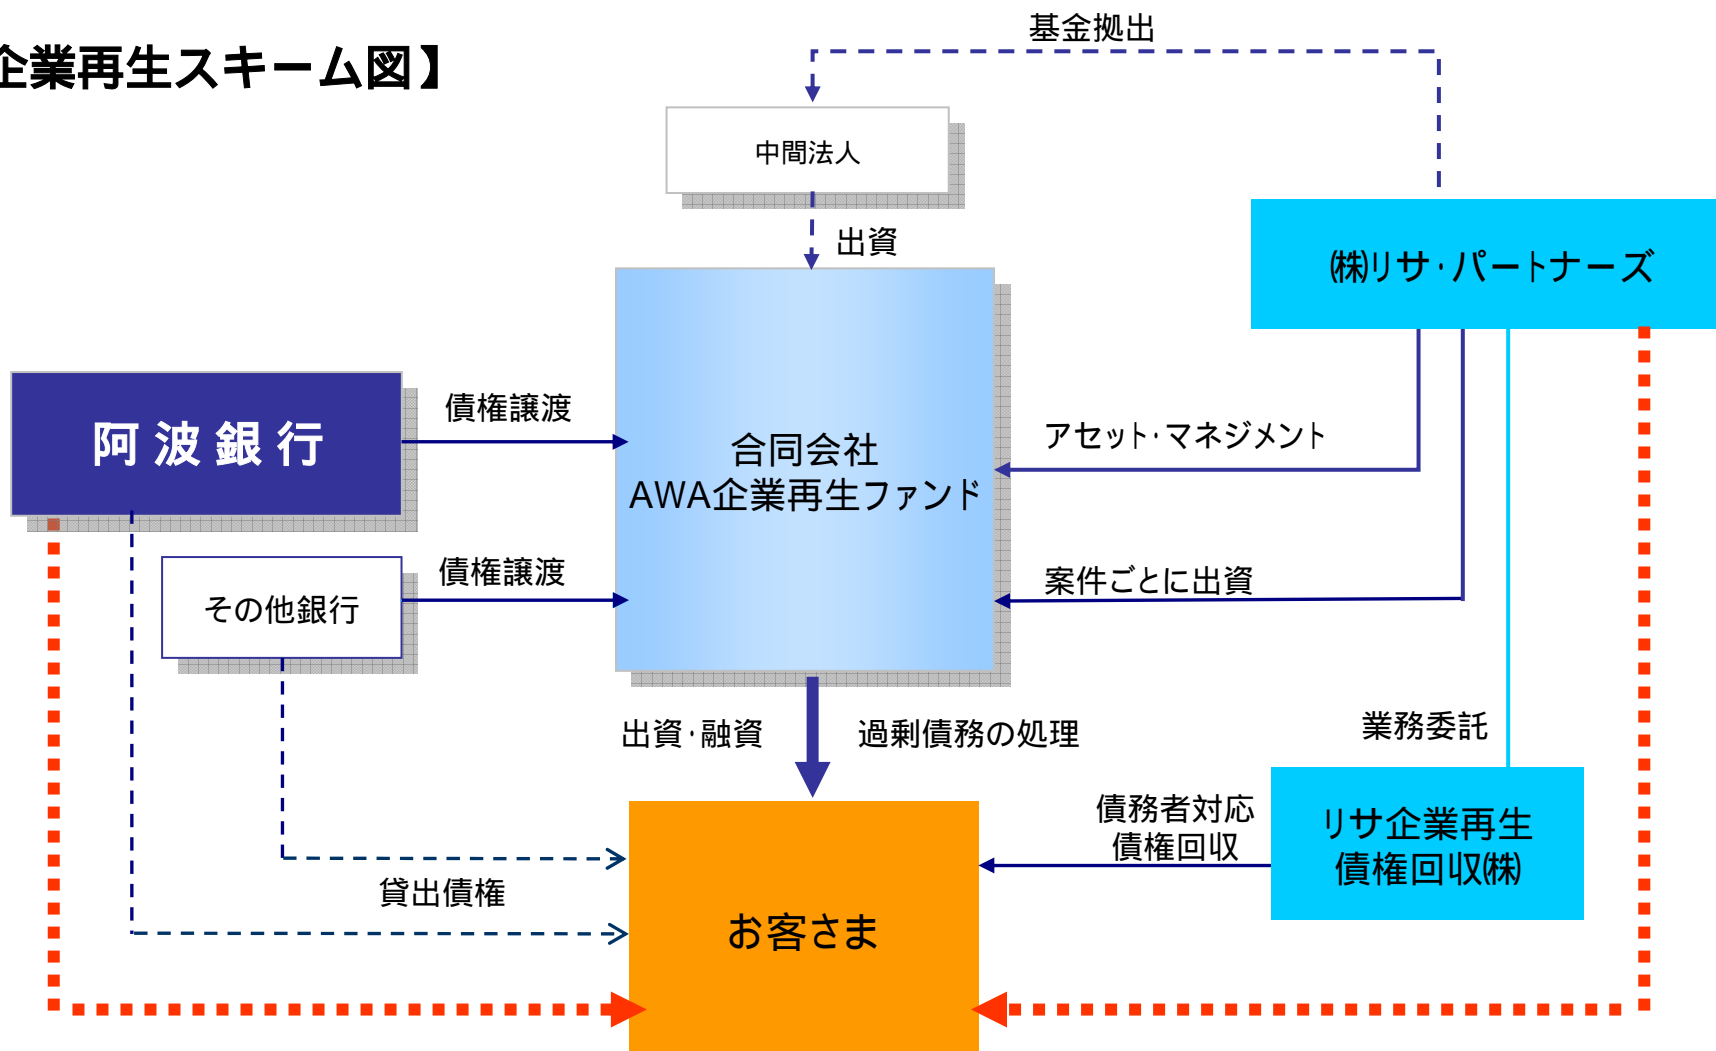 企業再生スキーム図】
基金拠出
中間法人
出資
㈱リサ・パートナーズ
阿波銀行
債権譲渡
合同会社
AWA企業再生ファンド
アセット・マネジメント
その他銀行
債権譲渡
案件ごとに出資
出資・融資
過剰債務の処理
業務委託
債務者対応
債権回収
リサ企業再生
債権回収㈱
貸出債権
お客さま